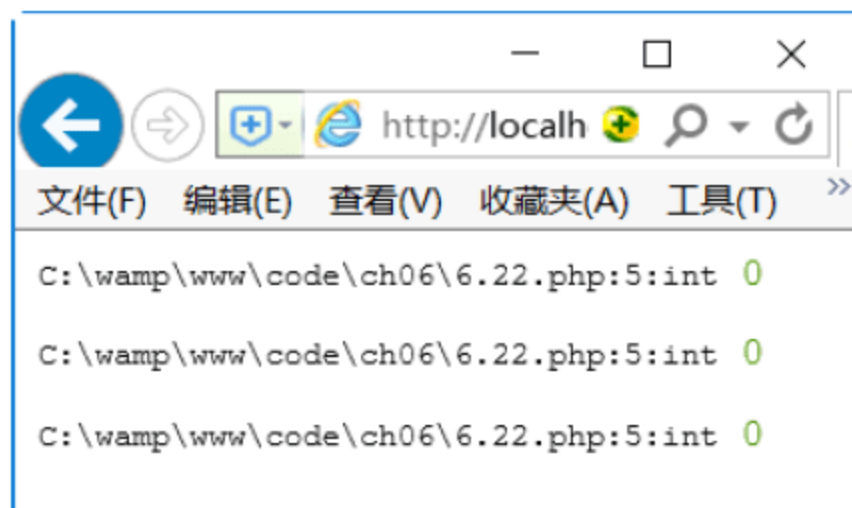 http://localh
文件(F) 编辑(E) 查看(V) 收藏夹(A) 工具(T) »
C:\wamp\www\code\ch06\6.22.php:5:int 0
C:\wamp\www\code\ch06\6.22.php:5:int 0
C:\wamp\www\code\ch06\6.22.php:5:int 0